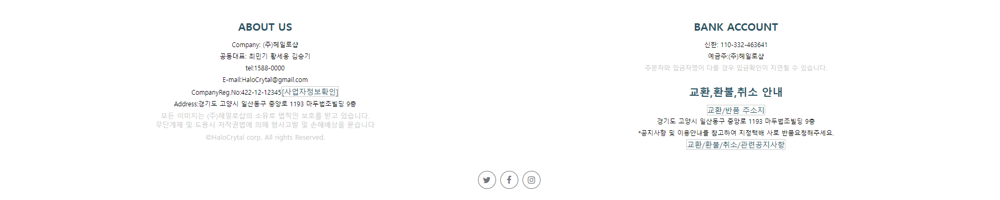 ABOUT US
Company: (주)헤일로샵
공동대표: 최민기 황세웅 김승기
tel:1588-0000
E-mail:HaloCrytal@gmail.com
CompanyReg.No:422-12-12345[사업자정보확인]
Address:경기도 고양시 일산동구 중앙로 1193 마두법조빌딩 9층
모든 이미지는 (주)헤일로샵의 소유로 법적인 보호를 받고 있습니다.
무단게제 및 도용시 저작권법에 의해 형사고발 및 손해배상을 묻습니다
©HaloCrytal corp. All rights Reserved.
BANK ACCOUNT
신한: 110-332-463641
예금주:(주)헤일로샵
주문자와 입금자명이 다를 경우 입금확인이 지연될 수 있습니다.
교환,환불,취소 안내
교환/반품 주소지
경기도 고양시 일산동구 중앙로 1193 마두법조빌딩 9층
*공지사항 및 이용안내를 참고하여 지정택배 사로 반품요청해주세요.
교환/환불/취소/관련공지사항